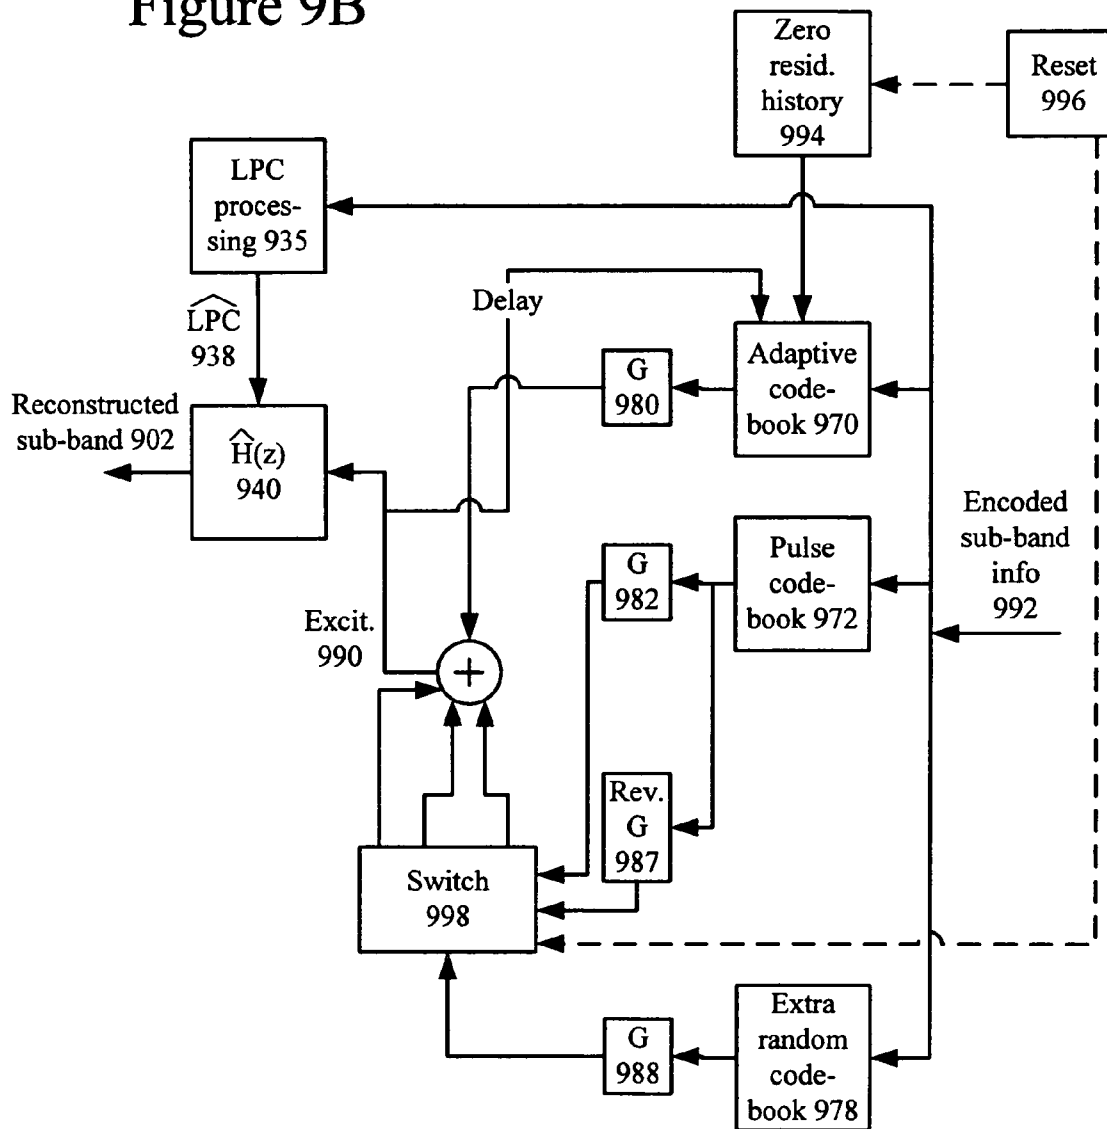 Figure 9B
Zero
resid.
history
994
Reset
996
LPC
proces-
sing 935
LPC
938
Delay
Adaptive
code-
book 970
G
980
Reconstructed
sub-band 902
Ĥ(z)
940
Encoded
sub-band
info
992
Pulse
code-
book 972
G
982
Excit.
990
+
Rev.
G
987
Switch
998
Extra
random
code-
book 978
G
988